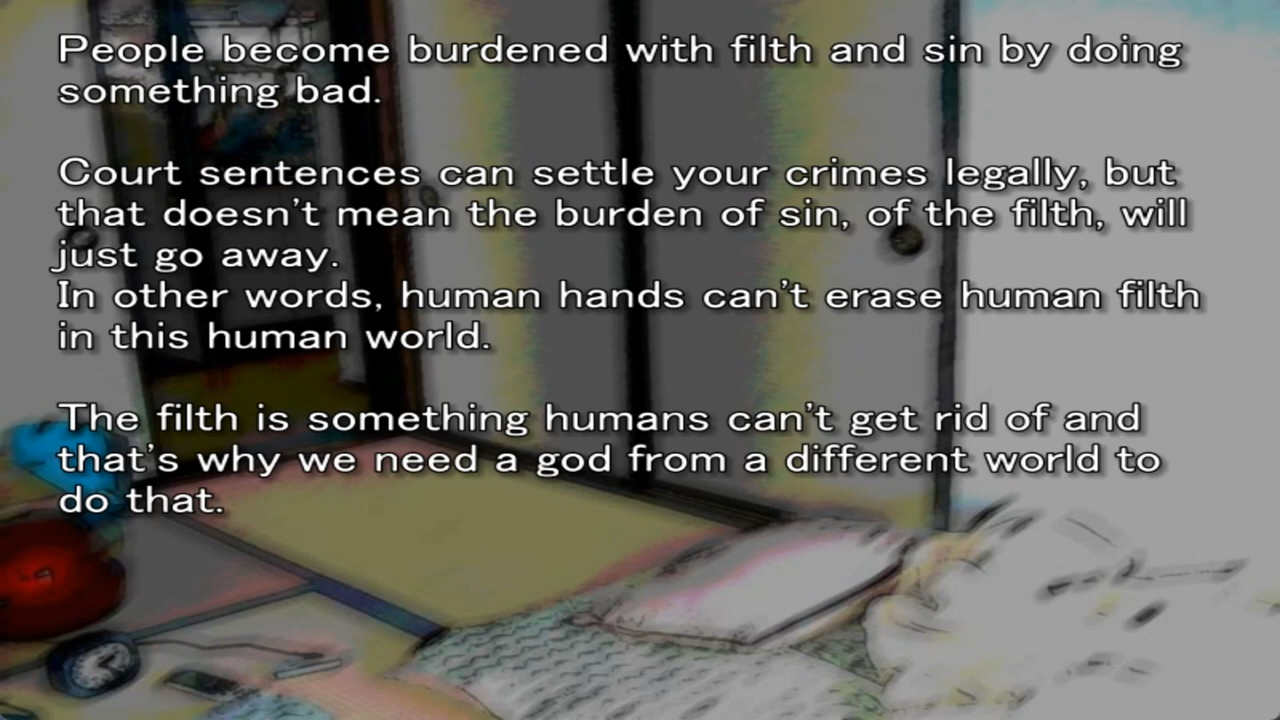 People become burdened with filth and sin by doing
something bad.
Court sentences can settle your crimes legally, but
that doesn't mean the burden of sin, of the filth, will
just go away.
In other words, human hands can't erase human filth
in this human world.
The filth is something humans can't get rid of and
that's why we need a god from a different world to
do that.